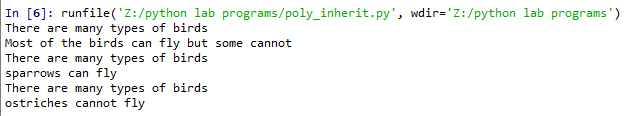 In [6]: runfile('Z:/python lab programs/poly_inherit.py', wdir='Z:/python lab programs')
There are many types of birds
Most of the birds can fly but some cannot
There are many types of birds
sparrows can fly
There are many types of birds
ostriches cannot fly